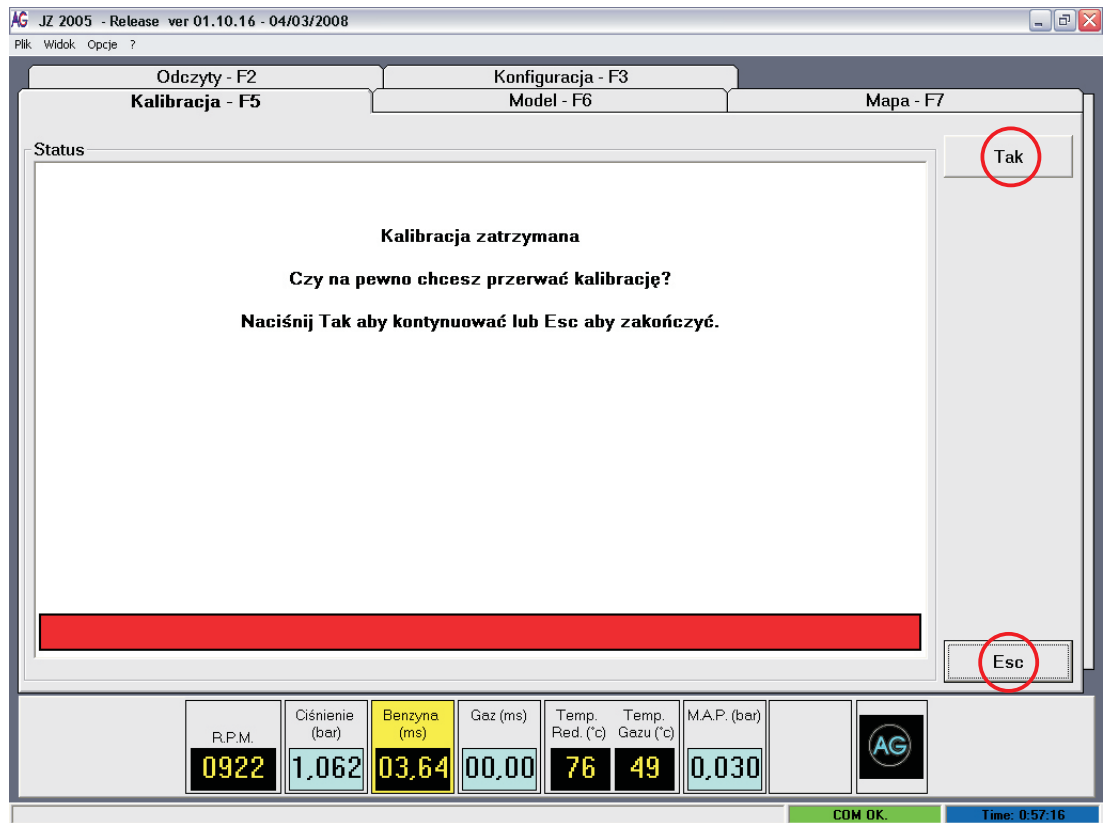 AG JZ 2005 - Release ver 01.10.16 - 04/03/2008
Plik Widok Opcje ?
Odczyty - F2 Konfiguracja - F3
Kalibracja - F5 Model - F6 Mapa - F7
Status
Tak
Kalibracja zatrzymana
Czy na pewno chcesz przerwać kalibrację?
Naciśnij Tak aby kontynuować lub Esc aby zakończyć.
Esc
R.P.M.
0922
Ciśnienie
(bar)
1,062
Benzyna
(ms)
03,64
Gaz (ms)
00,00
Temp.
Red. (°c)
76
Temp.
Gazu (°c)
49
M.A.P. (bar)
0,030
AG
COM OK. Time: 0:57:16